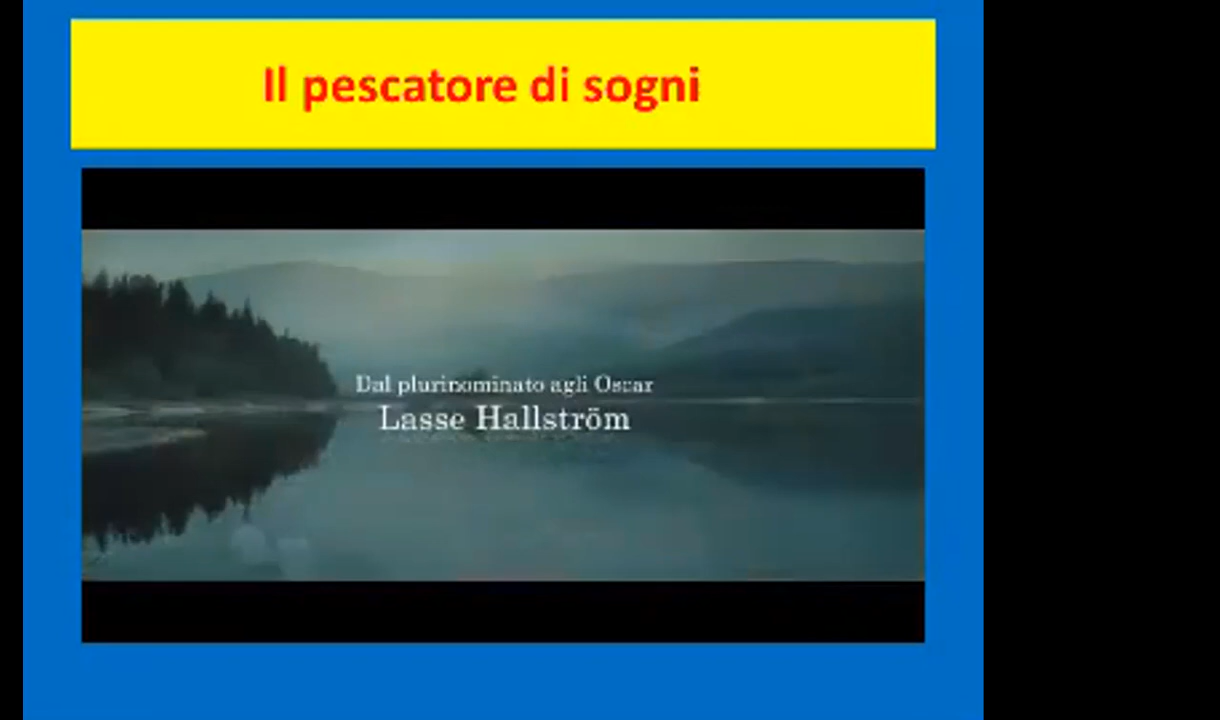 Il pescatore di sogni
Dal plurinominato agli Oscar
Lasse Hallström